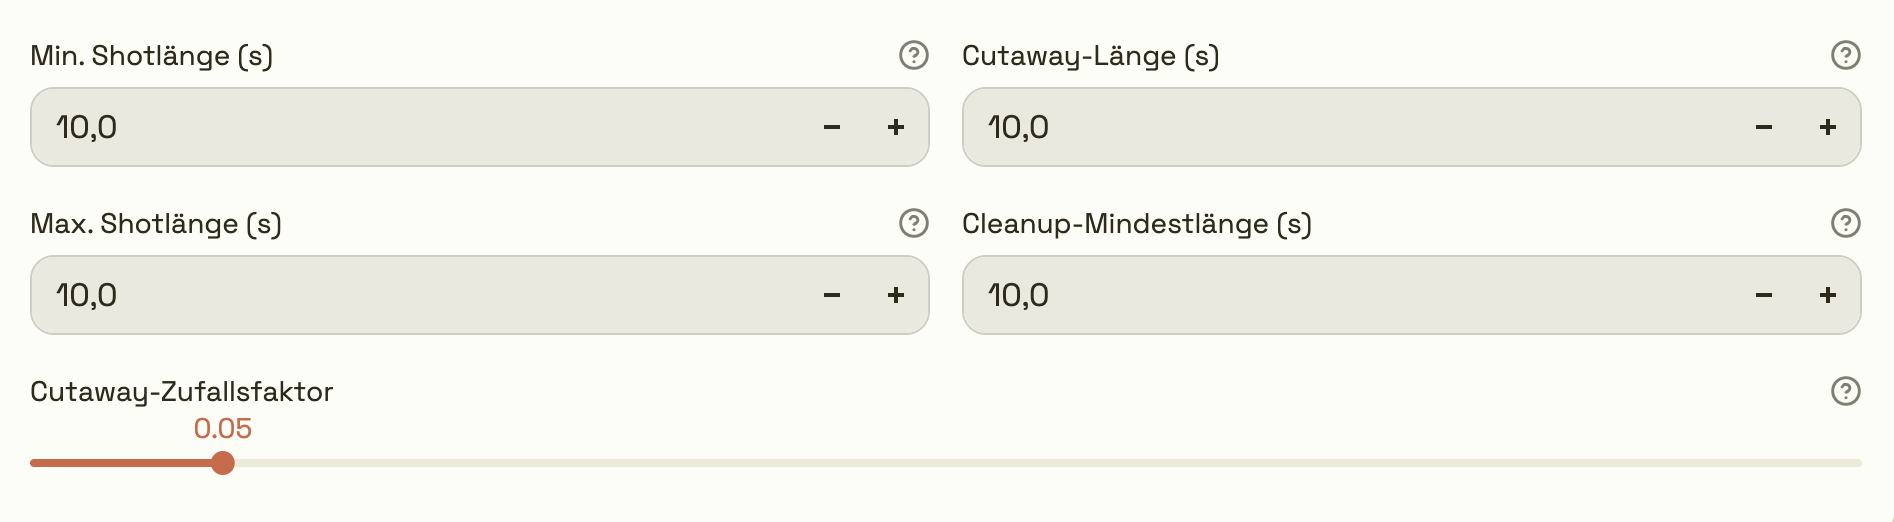 Min. Shotlänge (s)
Cutaway-Länge (s)
10,0 − +
10,0 − +
Max. Shotlänge (s)
Cleanup-Mindestlänge (s)
10,0 − +
10,0 − +
Cutaway-Zufallsfaktor
0.05